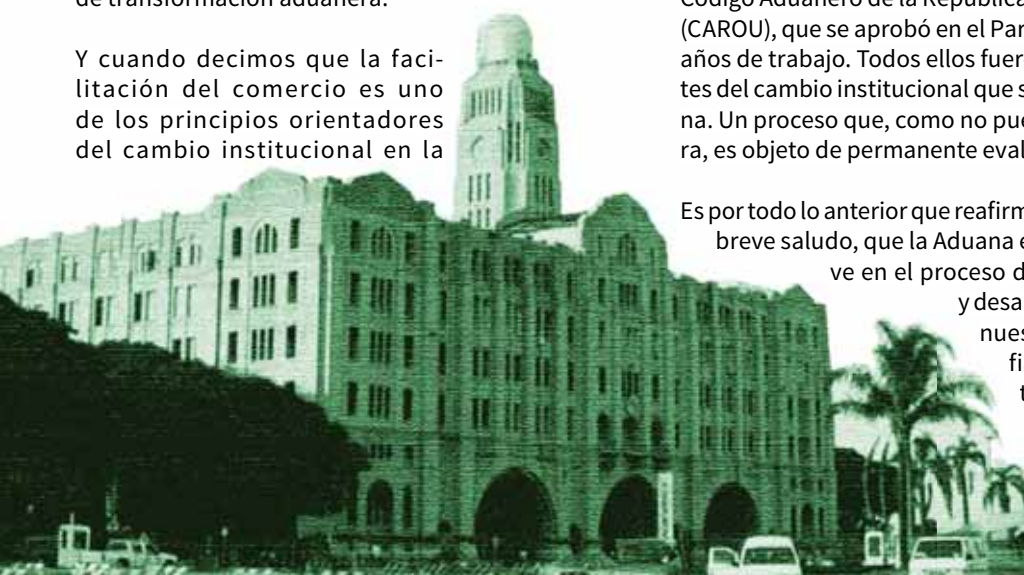 de transformación aduanera.
Y cuando decimos que la faci-
litación del comercio es uno
de los principios orientadores
del cambio institucional en la
Código Aduanero de la República
(CAROU), que se aprobó en el Par
años de trabajo. Todos ellos fuer
tes del cambio institucional que s
na. Un proceso que, como no pue
ra, es objeto de permanente eval
Es por todo lo anterior que reafirm
breve saludo, que la Aduana e
ve en el proceso d
y desa
nues
fi
t